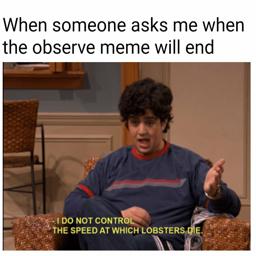 When someone asks me when
the observe meme will end
- I DO NOT CONTROL
THE SPEED AT WHICH LOBSTERS DIE.